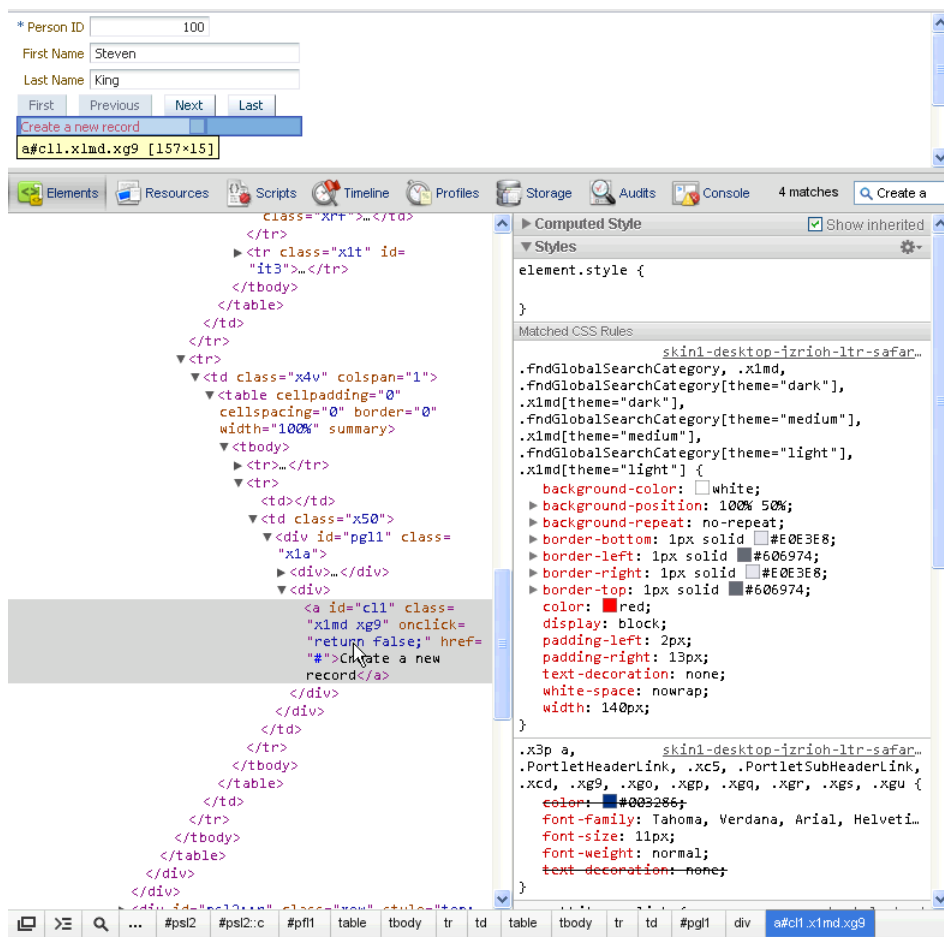 * Person ID 100
First Name Steven
Last Name King
First Previous Next Last
Create a new record
a#cl1.x1md.xg9 [157×15]
Elements Resources Scripts Timeline Profiles Storage Audits Console 4 matches Create a
class="xrf">…</td>
</tr>
▶<tr class="x1t" id=
"it3">…</tr>
</tbody>
</table>
</td>
</tr>
▼<tr>
▼<td class="x4v" colspan="1">
▼<table cellpadding="0"
cellspacing="0" border="0"
width="100%" summary>
▼<tbody>
▶<tr>…</tr>
▼<tr>
<td></td>
▼<td class="x50">
▼<div id="pgl1" class=
"x1a">
▶<div>…</div>
▼<div>
<a id="cl1" class=
"x1md xg9" onclick=
"return false;" href=
"#">Create a new
record</a>
</div>
</div>
</td>
</tr>
</tbody>
</table>
</td>
</tr>
</tbody>
</table>
</div>
</div>
▶ Computed Style Show inherited
▼ Styles
element.style {
}
Matched CSS Rules
skin1-desktop-jzrioh-ltr-safar…
.fndGlobalSearchCategory, .x1md,
.fndGlobalSearchCategory[theme="dark"],
.x1md[theme="dark"],
.fndGlobalSearchCategory[theme="medium"],
.x1md[theme="medium"],
.fndGlobalSearchCategory[theme="light"],
.x1md[theme="light"] {
background-color: white;
▶ background-position: 100% 50%;
▶ background-repeat: no-repeat;
▶ border-bottom: 1px solid #E0E3E8;
▶ border-left: 1px solid #606974;
▶ border-right: 1px solid #E0E3E8;
▶ border-top: 1px solid #606974;
color: red;
display: block;
padding-left: 2px;
padding-right: 13px;
text-decoration: none;
white-space: nowrap;
width: 140px;
}
.x3p a, skin1-desktop-jzrioh-ltr-safar…
.PortletHeaderLink, .xc5, .PortletSubHeaderLink,
.xcd, .xg9, .xgo, .xgp, .xgq, .xgr, .xgs, .xgu {
color: #003286;
font-family: Tahoma, Verdana, Arial, Helveti…
font-size: 11px;
font-weight: normal;
text-decoration: none;
}
... #psl2 #psl2::c #pfl1 table tbody tr td table tbody tr td #pgl1 div a#cl1.x1md.xg9